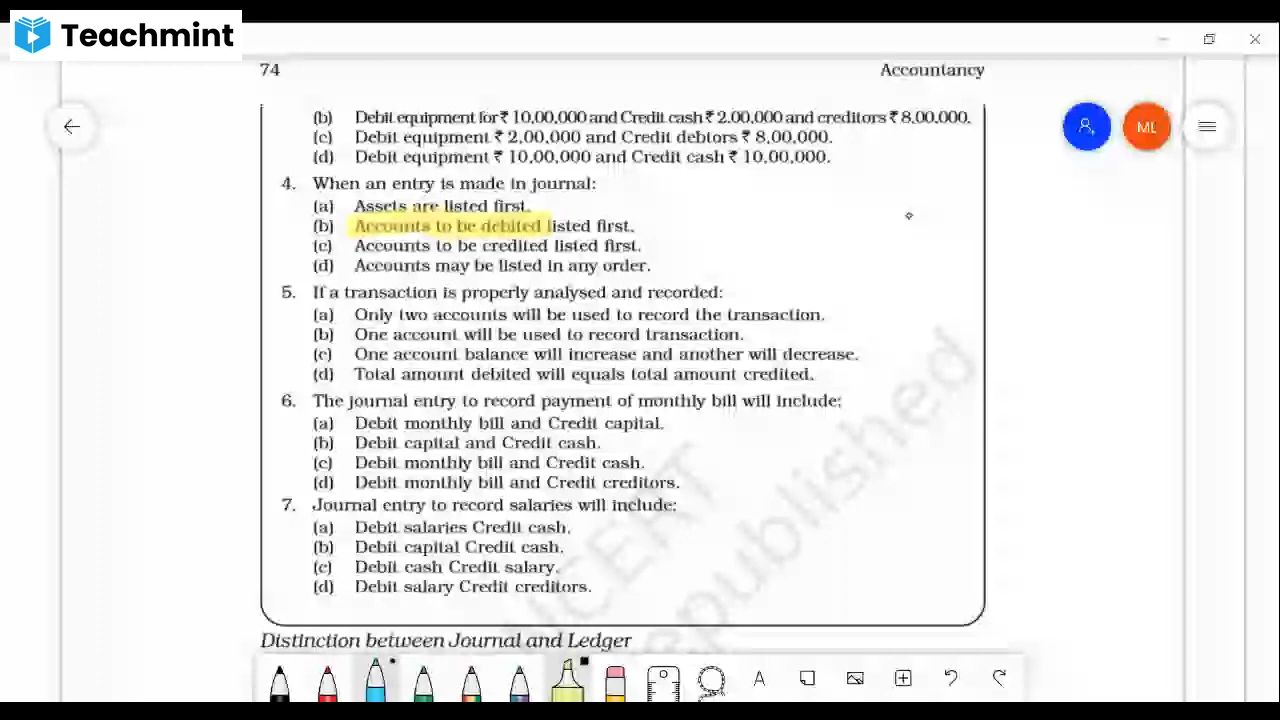 Teachmint
74 Accountancy
(b) Debit equipment for ₹ 10,00,000 and Credit cash ₹ 2.00,000 and creditors ₹ 8,00,000.
(c) Debit equipment ₹ 2,00,000 and Credit debtors ₹ 8,00,000.
(d) Debit equipment ₹ 10,00,000 and Credit cash ₹ 10,00,000.
4. When an entry is made in journal:
(a) Assets are listed first.
(b) Accounts to be debited listed first.
(c) Accounts to be credited listed first.
(d) Accounts may be listed in any order.
ML
5. If a transaction is properly analysed and recorded:
(a) Only two accounts will be used to record the transaction.
(b) One account will be used to record transaction.
(c) One account balance will increase and another will decrease.
(d) Total amount debited will equals total amount credited.
6. The journal entry to record payment of monthly bill will include:
(a) Debit monthly bill and Credit capital.
(b) Debit capital and Credit cash.
(c) Debit monthly bill and Credit cash.
(d) Debit monthly bill and Credit creditors.
7. Journal entry to record salaries will include:
(a) Debit salaries Credit cash.
(b) Debit capital Credit cash.
(c) Debit cash Credit salary.
(d) Debit salary Credit creditors.
NCERT
republished
Distinction between Journal and Ledger
A